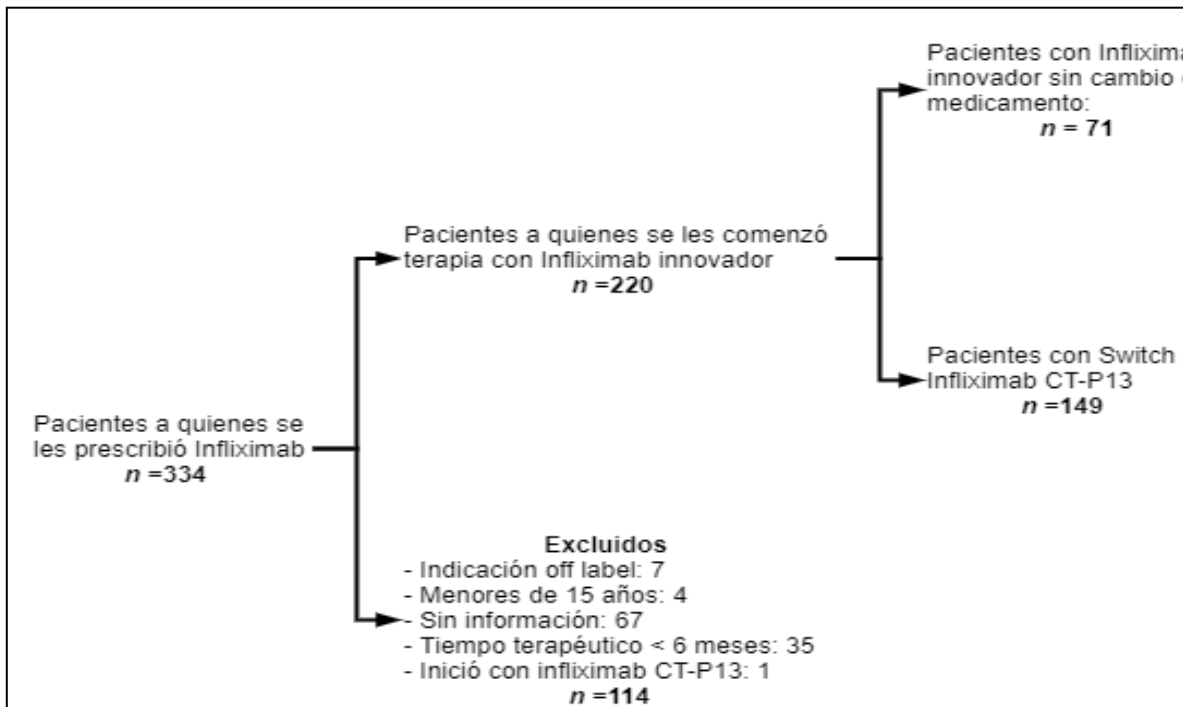 Pacientes con
innovador sin cambio
medicamento:
n = 71
Pacientes a quienes se les comenzó
terapia con Infliximab innovador
n =220
Pacientes con Switch
Infliximab CT-P13
n =149
Pacientes a quienes se
les prescribió Infliximab
n =334
Excluidos
- Indicación off label: 7
- Menores de 15 años: 4
- Sin información: 67
- Tiempo terapéutico < 6 meses: 35
- Inició con infliximab CT-P13: 1
n =114